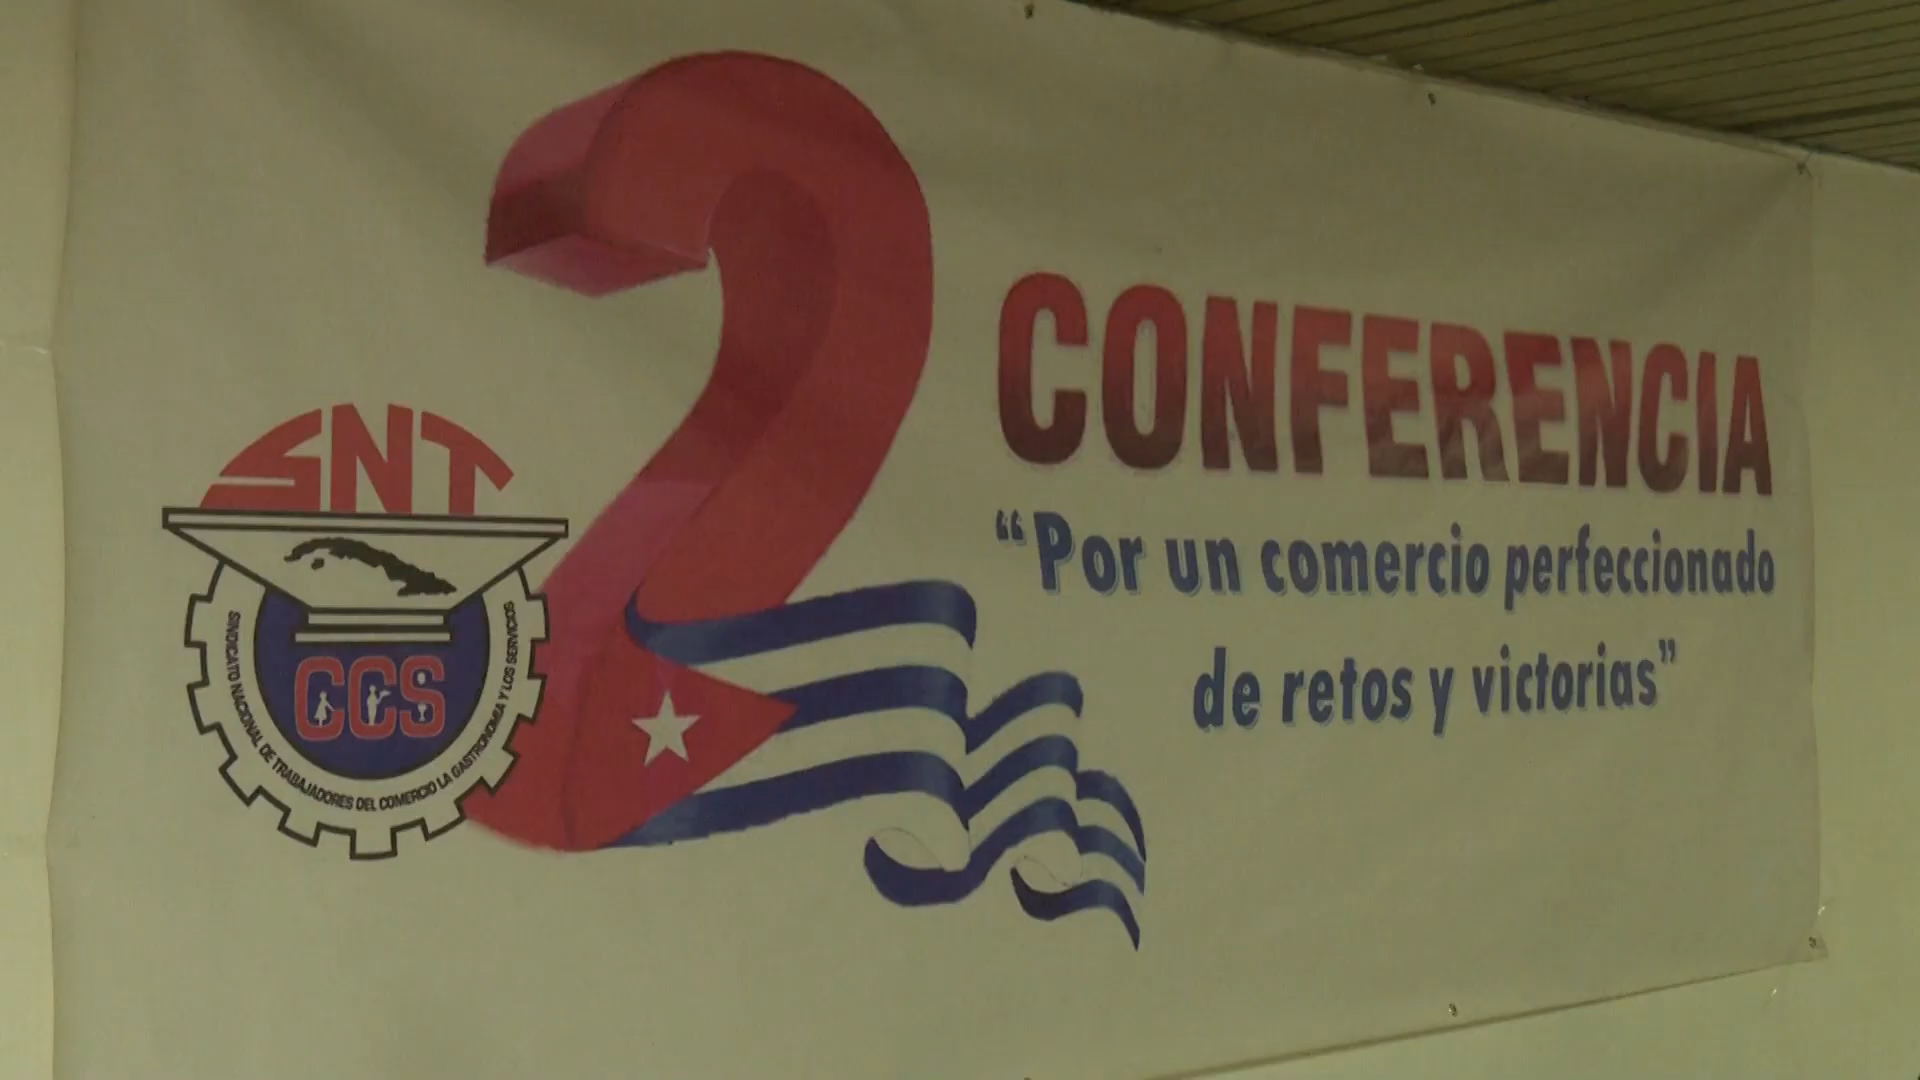 2 CONFERENCIA
“Por un comercio perfeccionado
de retos y victorias”
SNT
CCS
SINDICATO NACIONAL DE TRABAJADORES DEL COMERCIO LA GASTRONOMIA Y LOS SERVICIOS